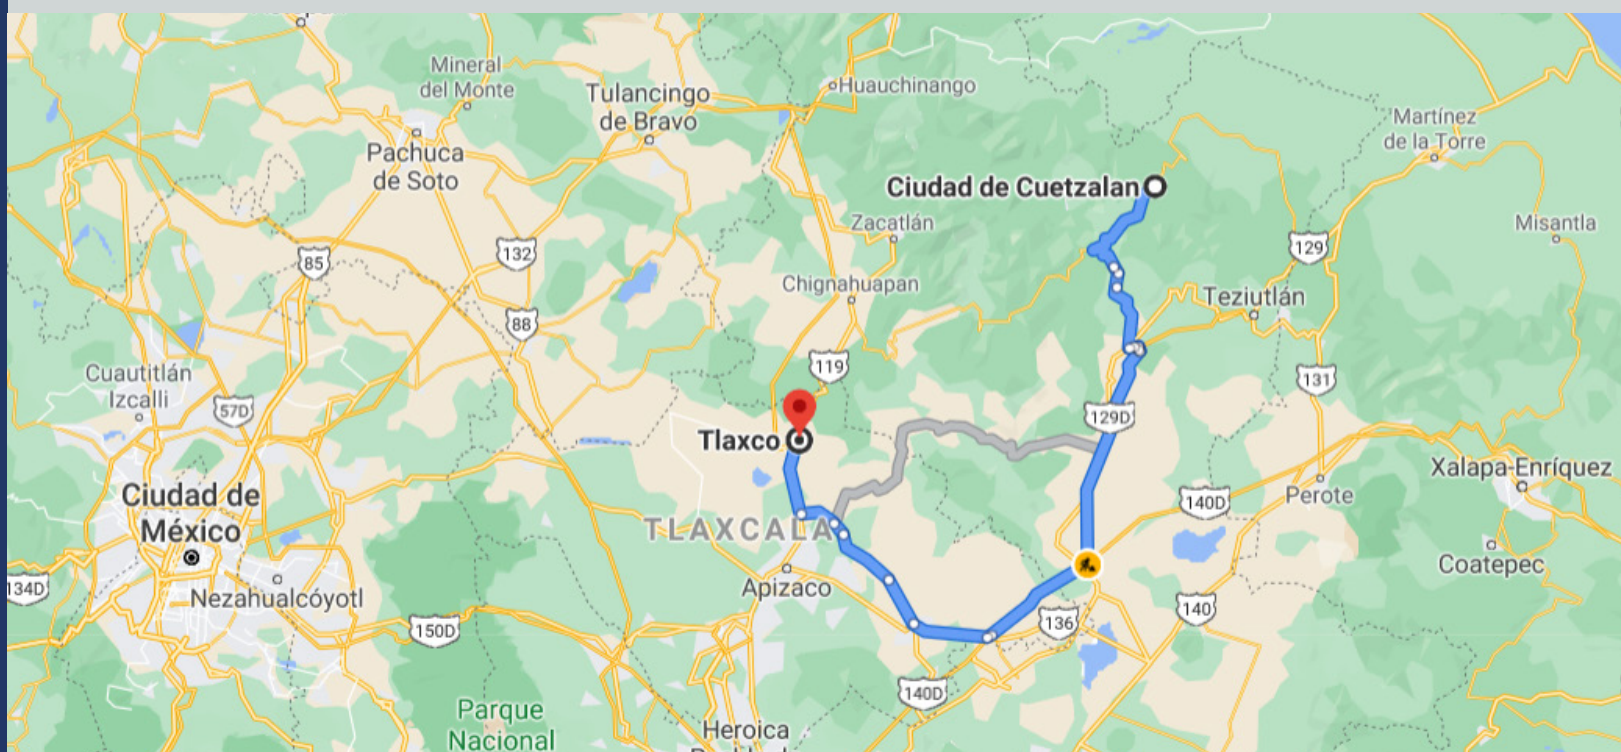 Mineral
del Monte
Tulancingo
de Bravo
Huauchinango
Martínez
de la Torre
Pachuca
de Soto
Ciudad de Cuetzalan
Zacatlán
Misantla
132
129
85
Chignahuapan
Teziutlán
88
119
Cuautitlán
Izcalli
131
57D
129D
Tlaxco
Xalapa-Enríquez
Ciudad de
México
140D
Perote
TLAXCALA
Coatepec
134D
Apizaco
Nezahualcóyotl
140
136
150D
140D
Parque
Nacional
Heroica